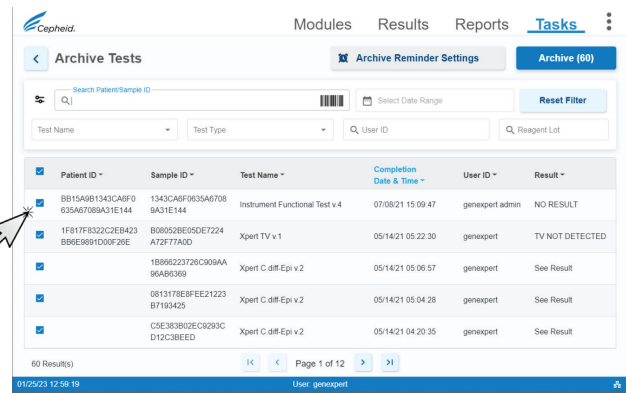 Cepheid.
Modules Results Reports Tasks
Archive Tests
Archive Reminder Settings
Archive (60)
Search Patient/Sample ID
Select Date Range
Reset Filter
Test Name
Test Type
User ID
Reagent Lot
Patient ID Sample ID Test Name Completion Date & Time User ID Result
BB15A9B1343CA6F0 1343CA6F0635A6708 Instrument Functional Test v.4 07/08/21 15:09:47 genexpert admin NO RESULT
635A67089A31E144 9A31E144
1F817F8322C2EB423 B08052BE05DE7224 Xpert TV v.1 05/14/21 05:22:30 genexpert TV NOT DETECTED
BB6E9891D00F26E A72F77A0D
1B866223726C909AA Xpert C.diff-Epi v.2 05/14/21 05:06:57 genexpert See Result
96AB6369
0813178E8FEE21223 Xpert C.diff-Epi v.2 05/14/21 05:04:28 genexpert See Result
B7193425
C5E383B02EC9293C Xpert C.diff-Epi v.2 05/14/21 04:20:35 genexpert See Result
D12C3BEED
60 Result(s)
Page 1 of 12
01/25/23 12:59:19
User: genexpert